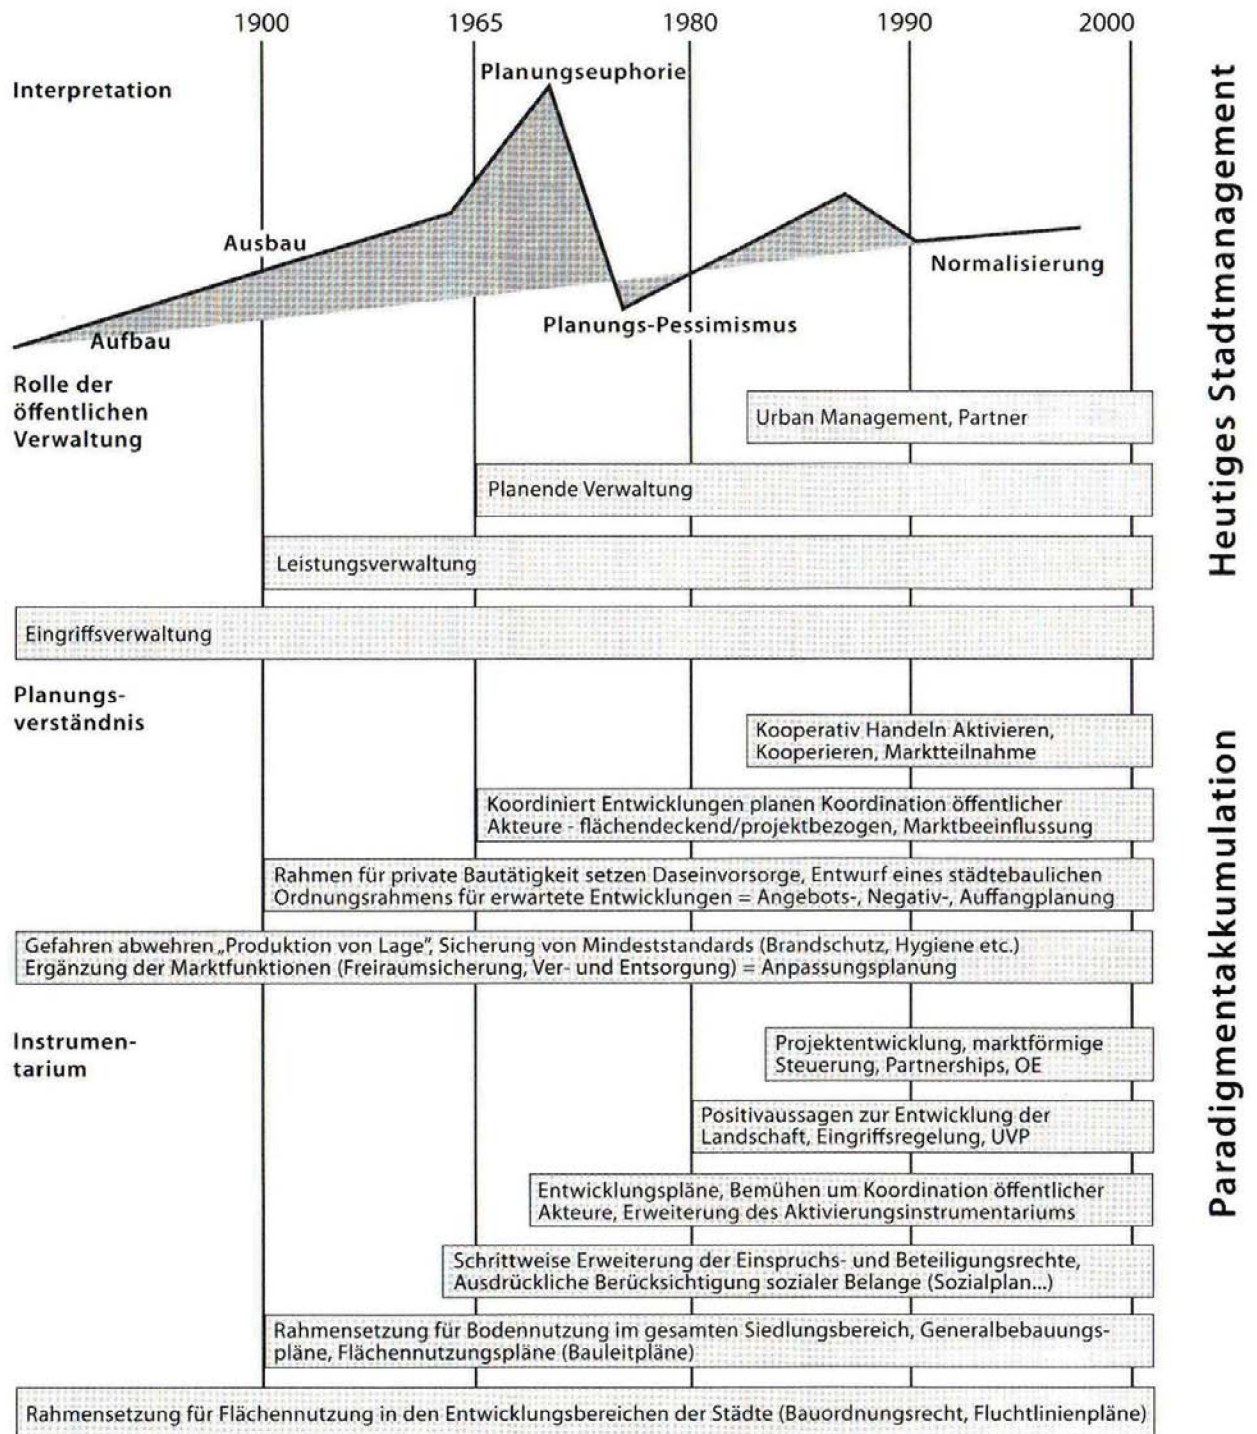 1900 1965 1980 1990 2000
Planungseuphorie
Interpretation
Ausbau
Normalisierung
Planungs-Pessimismus
Aufbau
Rolle der
öffentlichen
Verwaltung
Urban Management, Partner
Planende Verwaltung
Leistungsverwaltung
Eingriffsverwaltung
Planungs-
verständnis
Kooperativ Handeln Aktivieren,
Kooperieren, Marktteilnahme
Koordiniert Entwicklungen planen Koordination öffentlicher
Akteure - flächendeckend/projektbezogen, Marktbeeinflussung
Rahmen für private Bautätigkeit setzen Daseinvorsorge, Entwurf eines städtebaulichen
Ordnungsrahmens für erwartete Entwicklungen = Angebots-, Negativ-, Auffangplanung
Gefahren abwehren „Produktion von Lage", Sicherung von Mindeststandards (Brandschutz, Hygiene etc.)
Ergänzung der Marktfunktionen (Freiraumsicherung, Ver- und Entsorgung) = Anpassungsplanung
Instrumen-
tarium
Projektentwicklung, marktförmige
Steuerung, Partnerships, OE
Positivaussagen zur Entwicklung der
Landschaft, Eingriffsregelung, UVP
Entwicklungspläne, Bemühen um Koordination öffentlicher
Akteure, Erweiterung des Aktivierungsinstrumentariums
Schrittweise Erweiterung der Einspruchs- und Beteiligungsrechte,
Ausdrückliche Berücksichtigung sozialer Belange (Sozialplan...)
Rahmensetzung für Bodennutzung im gesamten Siedlungsbereich, Generalbebauungs-
pläne, Flächennutzungspläne (Bauleitpläne)
Rahmensetzung für Flächennutzung in den Entwicklungsbereichen der Städte (Bauordnungsrecht, Fluchtlinienpläne)
Heutiges Stadtmanagement
Paradigmentakkumulation